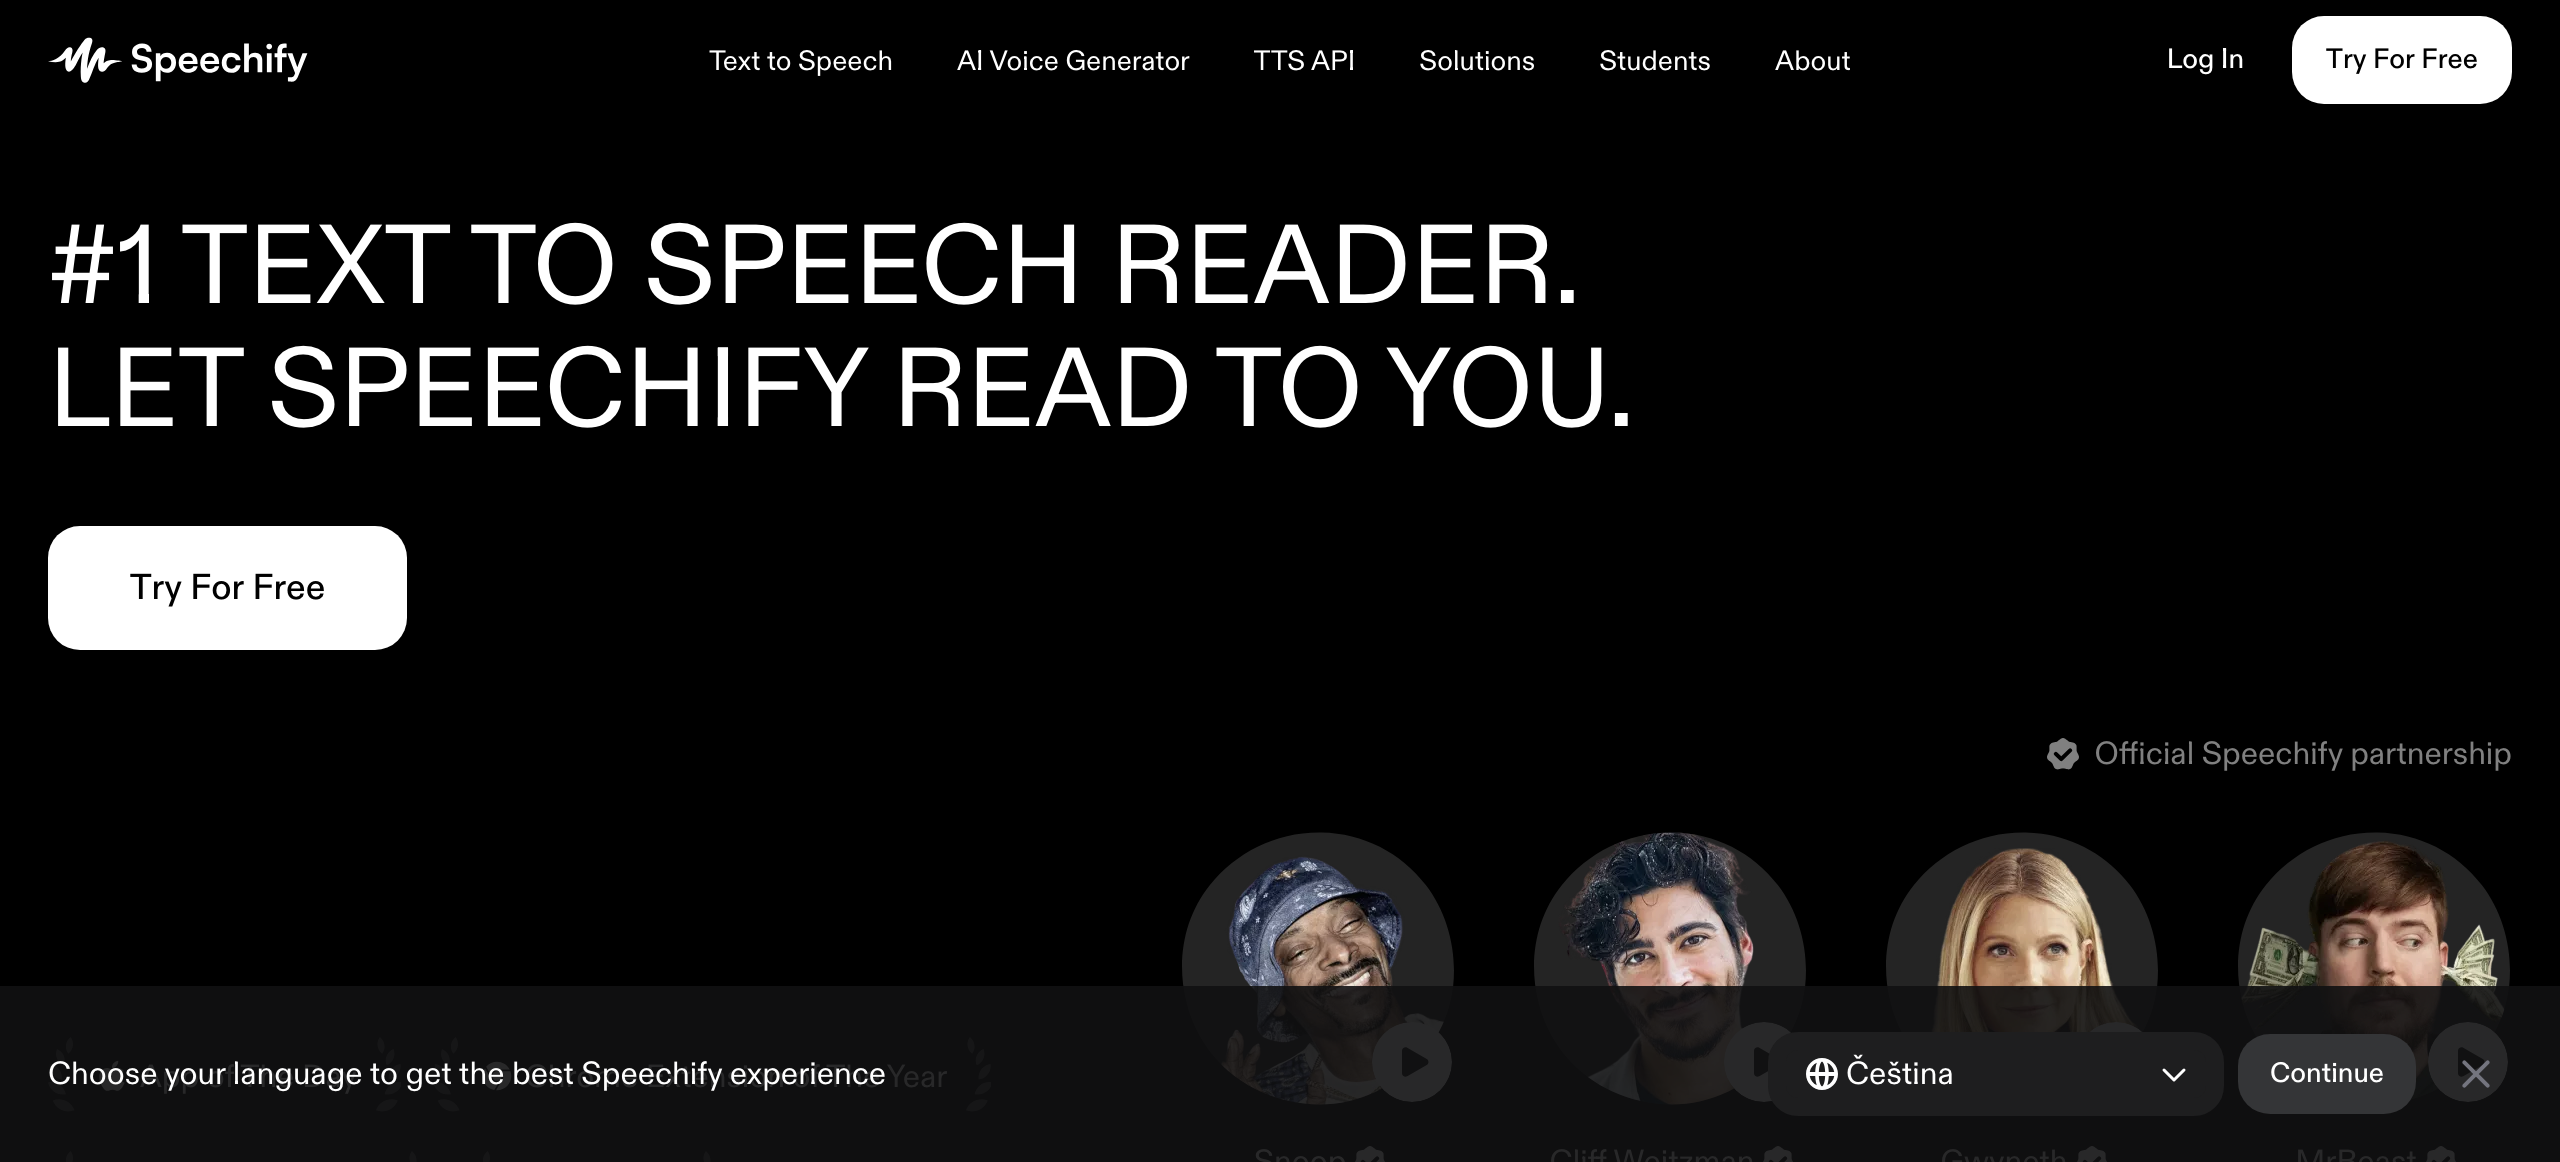 Speechify
Text to Speech
AI Voice Generator
TTS API
Solutions
Students
About
Log In
Try For Free
#1 TEXT TO SPEECH READER.
LET SPEECHIFY READ TO YOU.
Try For Free
Official Speechify partnership
Choose your language to get the best Speechify experience
Year
Čeština
Continue
Snoop
Cliff Weitzman
Gwyneth
MrBeast